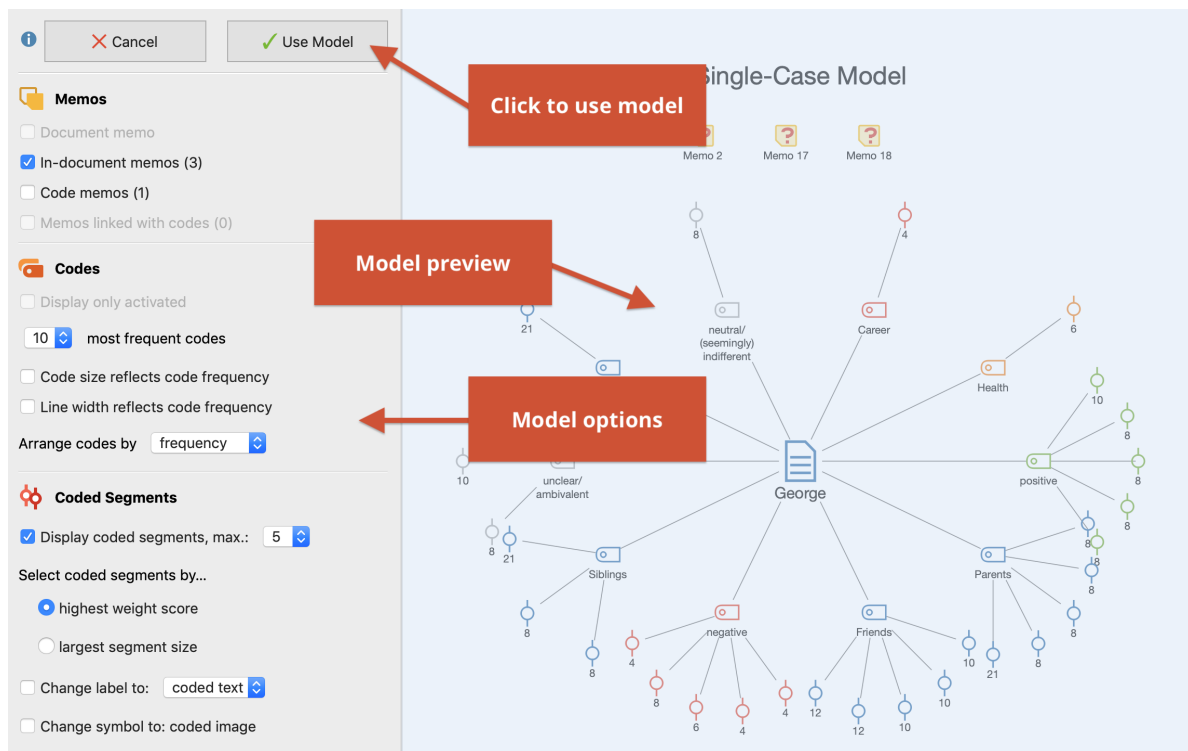 Cancel
Use Model
Click to use model
Single-Case Model
Memos
Document memo
In-document memos (3)
Code memos (1)
Memos linked with codes (0)
Memo 2
Memo 17
Memo 18
8
4
Model preview
Codes
Display only activated
10
most frequent codes
Code size reflects code frequency
Line width reflects code frequency
Arrange codes by
frequency
Model options
21
neutral/
(seemingly)
indifferent
Career
6
Health
10
8
10
unclear/
ambivalent
George
positive
8
8
Coded Segments
Display coded segments, max.:
5
Select coded segments by...
highest weight score
largest segment size
Change label to:
coded text
Change symbol to: coded image
8
21
Siblings
8
8
negative
4
8
6
4
4
Friends
12
12
10
10
10
Parents
8
8
8
8
8
21